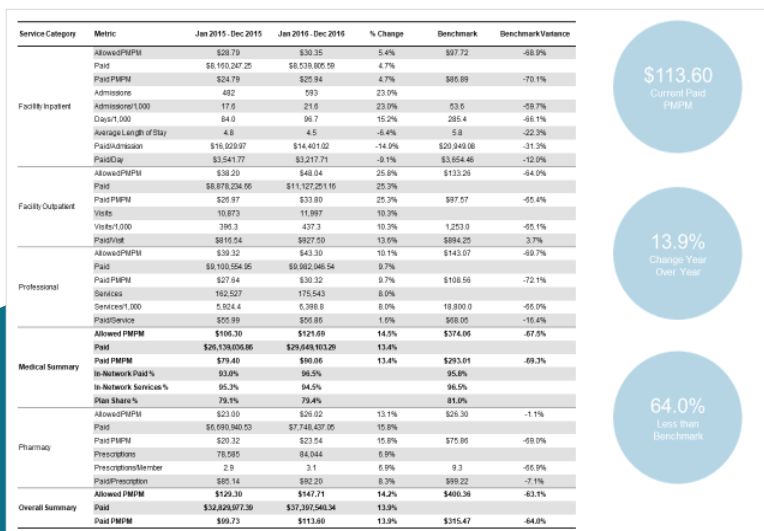 Service Category Metric Jan 2015 - Dec 2015 Jan 2016 - Dec 2016 % Change Benchmark Benchmark Variance
Allowed PMPM $28.79 $30.35 5.4% $97.72 -68.9%
Paid $8,160,247.25 $8,539,805.59 4.7%
Paid PMPM $24.79 $25.94 4.7% $86.89 -70.1%
Admissions 482 593 23.0%
Facility Inpatient Admissions/1,000 17.6 21.6 23.0% 53.6 -59.7%
Days/1,000 84.0 96.7 15.2% 285.4 -66.1%
Average Length of Stay 4.8 4.5 -6.4% 5.8 -22.3%
Paid/Admission $16,929.97 $14,401.02 -14.9% $20,949.08 -31.3%
Paid/Day $3,541.77 $3,217.71 -9.1% $3,654.46 -12.0%
Allowed PMPM $38.20 $48.04 25.8% $133.26 -64.0%
Paid $8,878,234.66 $11,127,251.16 25.3%
Facility Outpatient Paid PMPM $26.97 $33.80 25.3% $97.57 -65.4%
Visits 10,873 11,997 10.3%
Visits/1,000 396.3 437.3 10.3% 1,253.0 -65.1%
Paid/Visit $816.54 $927.50 13.6% $894.25 3.7%
Allowed PMPM $39.32 $43.30 10.1% $143.07 -69.7%
Paid $9,100,554.95 $9,982,046.54 9.7%
Professional Paid PMPM $27.64 $30.32 9.7% $108.56 -72.1%
Services 162,527 175,543 8.0%
Services/1,000 5,924.4 6,398.8 8.0% 18,800.0 -66.0%
Paid/Service $55.99 $56.86 1.6% $68.05 -16.4%
Allowed PMPM $106.30 $121.69 14.5% $374.06 -67.5%
Paid $26,139,036.86 $29,649,103.29 13.4%
Medical Summary Paid PMPM $79.40 $90.06 13.4% $293.01 -69.3%
In-Network Paid % 93.0% 96.5% 95.8%
In-Network Services % 95.3% 94.5% 96.5%
Plan Share % 79.1% 79.4% 81.0%
Allowed PMPM $23.00 $26.02 13.1% $26.30 -1.1%
Paid $6,690,940.53 $7,748,437.05 15.8%
Pharmacy Paid PMPM $20.32 $23.54 15.8% $75.86 -69.0%
Prescriptions 78,585 84,044 6.9%
Prescriptions/Member 2.9 3.1 6.9% 9.3 -66.9%
Paid/Prescription $85.14 $92.20 8.3% $99.22 -7.1%
Allowed PMPM $129.30 $147.71 14.2% $400.36 -63.1%
Overall Summary Paid $32,829,977.39 $37,397,540.34 13.9%
Paid PMPM $99.73 $113.60 13.9% $315.47 -64.0%
$113.60
Current Paid
PMPM
13.9%
Change Year
Over Year
64.0%
Less than
Benchmark